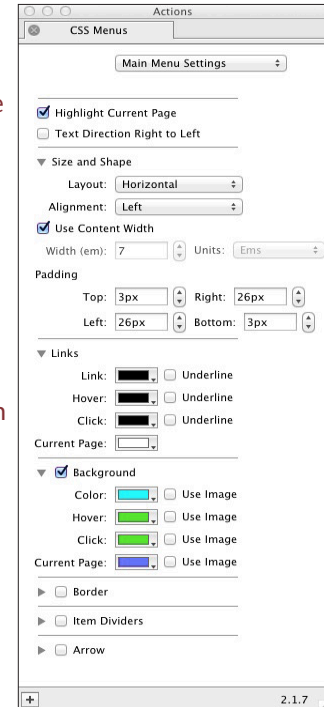 Actions
CSS Menus
Main Menu Settings
Highlight Current Page
Text Direction Right to Left
Size and Shape
Layout: Horizontal
Alignment: Left
Use Content Width
Width (em): 7 Units: Ems
Padding
Top: 3px Right: 26px
Left: 26px Bottom: 3px
Links
Link: Underline
Hover: Underline
Click: Underline
Current Page:
Background
Color: Use Image
Hover: Use Image
Click: Use Image
Current Page: Use Image
Border
Item Dividers
Arrow
2.1.7